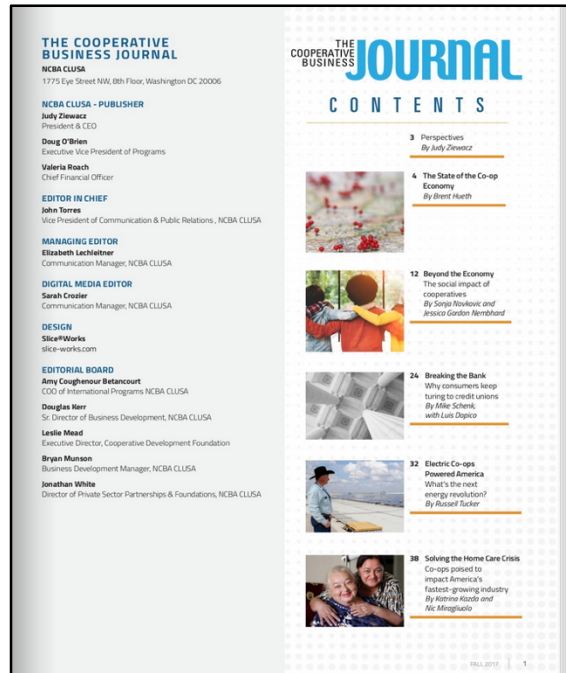 THE COOPERATIVE
BUSINESS JOURNAL
NCBA CLUSA
1775 Eye Street NW, 8th Floor, Washington DC 20006
NCBA CLUSA - PUBLISHER
Judy Ziewacz
President & CEO
Doug O'Brien
Executive Vice President of Programs
Valeria Roach
Chief Financial Officer
EDITOR IN CHIEF
John Torres
Vice President of Communication & Public Relations , NCBA CLUSA
MANAGING EDITOR
Elizabeth Lechleitner
Communication Manager, NCBA CLUSA
DIGITAL MEDIA EDITOR
Sarah Crozier
Communication Manager, NCBA CLUSA
DESIGN
Slice®Works
slice-works.com
EDITORIAL BOARD
Amy Coughenour Betancourt
COO of International Programs NCBA CLUSA
Douglas Kerr
Sr. Director of Business Development, NCBA CLUSA
Leslie Mead
Executive Director, Cooperative Development Foundation
Bryan Munson
Business Development Manager, NCBA CLUSA
Jonathan White
Director of Private Sector Partnerships & Foundations, NCBA CLUSA
THE
COOPERATIVE
BUSINESS
JOURNAL
CONTENTS
3 Perspectives
By Judy Ziewacz
4 The State of the Co-op
Economy
By Brent Hueth
12 Beyond the Economy
The social impact of
cooperatives
By Sonja Novkovic and
Jessica Gordon Nembhard
24 Breaking the Bank
Why consumers keep
turing to credit unions
By Mike Schenk,
with Luis Dopico
32 Electric Co-ops
Powered America
What's the next
energy revolution?
By Russell Tucker
38 Solving the Home Care Crisis
Co-ops poised to
impact America's
fastest-growing industry
By Katrina Kazda and
Nic Miragliuolo
FALL 2017 | 1